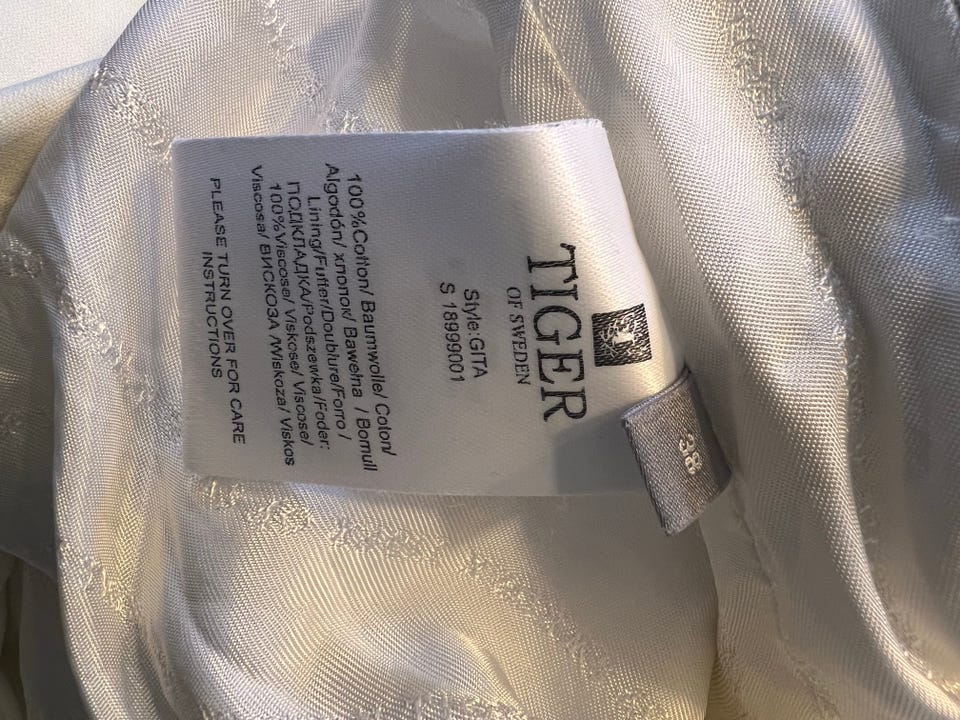 TIGER
OF SWEDEN
38
Style:GITA
S 18999001
100%Cotton/ Baumwolle/ Coton/
Algodón/ хлопок/ Bawełna / Bomull
Lining/Futter/Doublure/Forro /
ПОДКЛАДКА/Podszewka/Foder:
100%Viscose/ Viskose/ Viscose/
Viscosa/ ВИСКОЗА /Wiskoza/ Viskos
PLEASE TURN OVER FOR CARE
INSTRUCTIONS